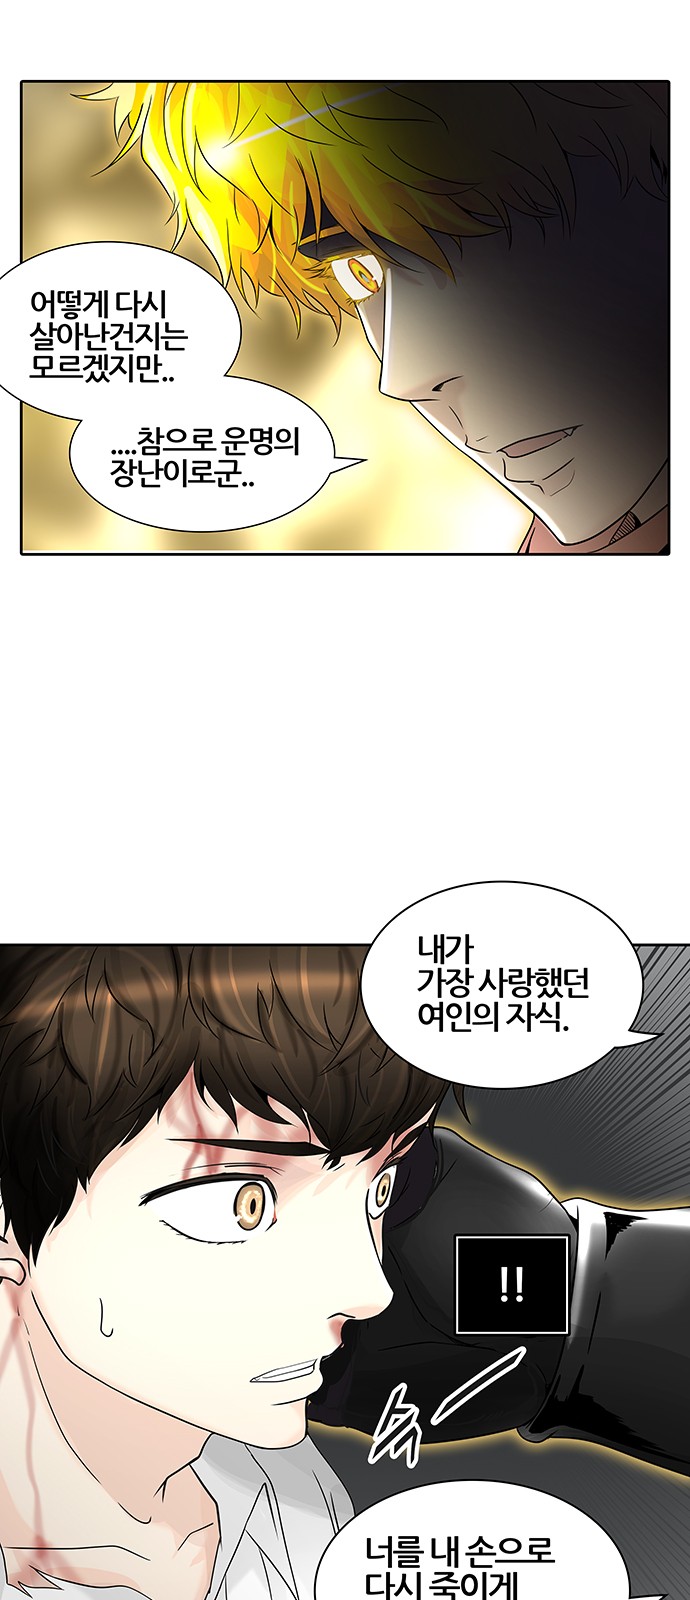 어떻게 다시
살아난건지는
모르겠지만..
....참으로 운명의
장난이로군..
내가
가장 사랑했던
여인의 자식.
!!
너를 내 손으로
다시 죽이게